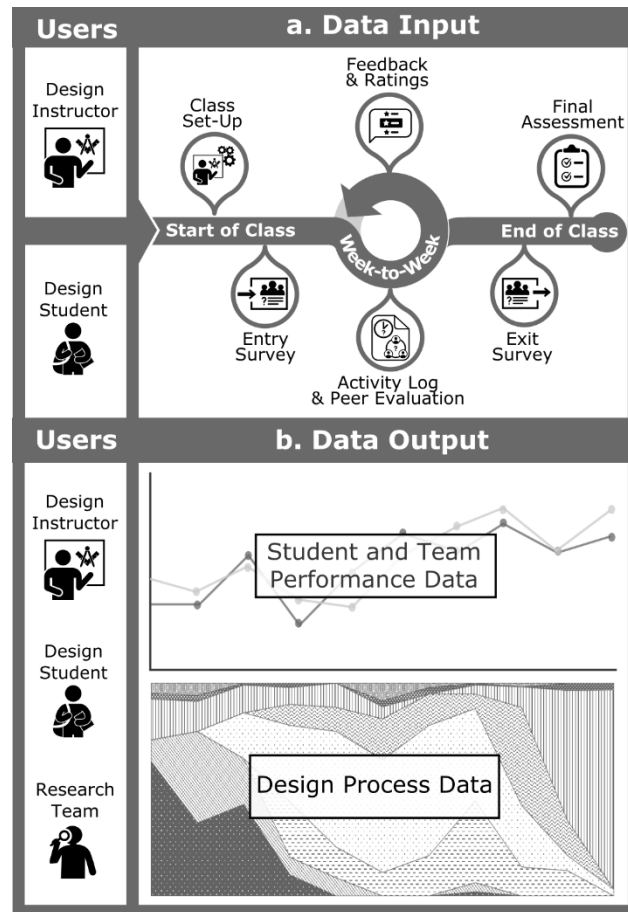 Users
a. Data Input
Design
Instructor
Class
Set-Up
Feedback
& Ratings
Final
Assessment
Start of Class
Week-to-Week
End of Class
Design
Student
Entry
Survey
Activity Log
& Peer Evaluation
Exit
Survey
Users
b. Data Output
Design
Instructor
Student and Team
Performance Data
Design
Student
Design Process Data
Research
Team